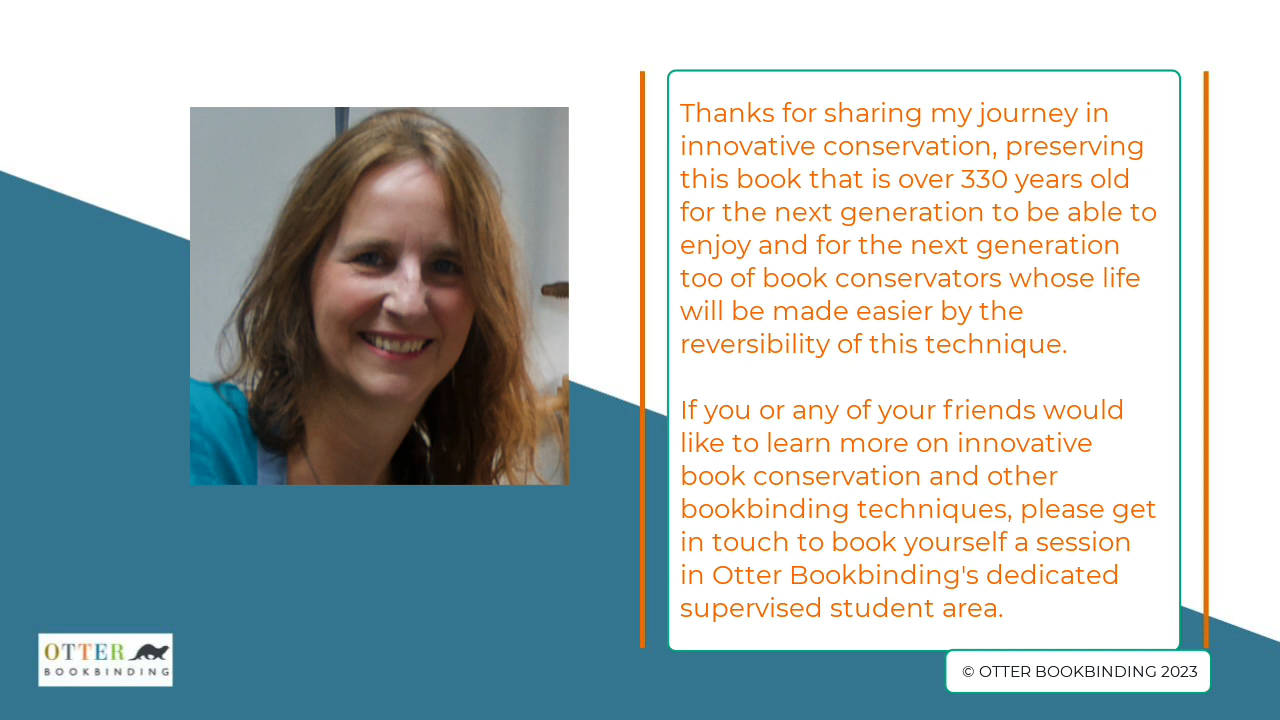 Thanks for sharing my journey in
innovative conservation, preserving
this book that is over 330 years old
for the next generation to be able to
enjoy and for the next generation
too of book conservators whose life
will be made easier by the
reversibility of this technique.
If you or any of your friends would
like to learn more on innovative
book conservation and other
bookbinding techniques, please get
in touch to book yourself a session
in Otter Bookbinding's dedicated
supervised student area.
OTTER
BOOKBINDING
© OTTER BOOKBINDING 2023